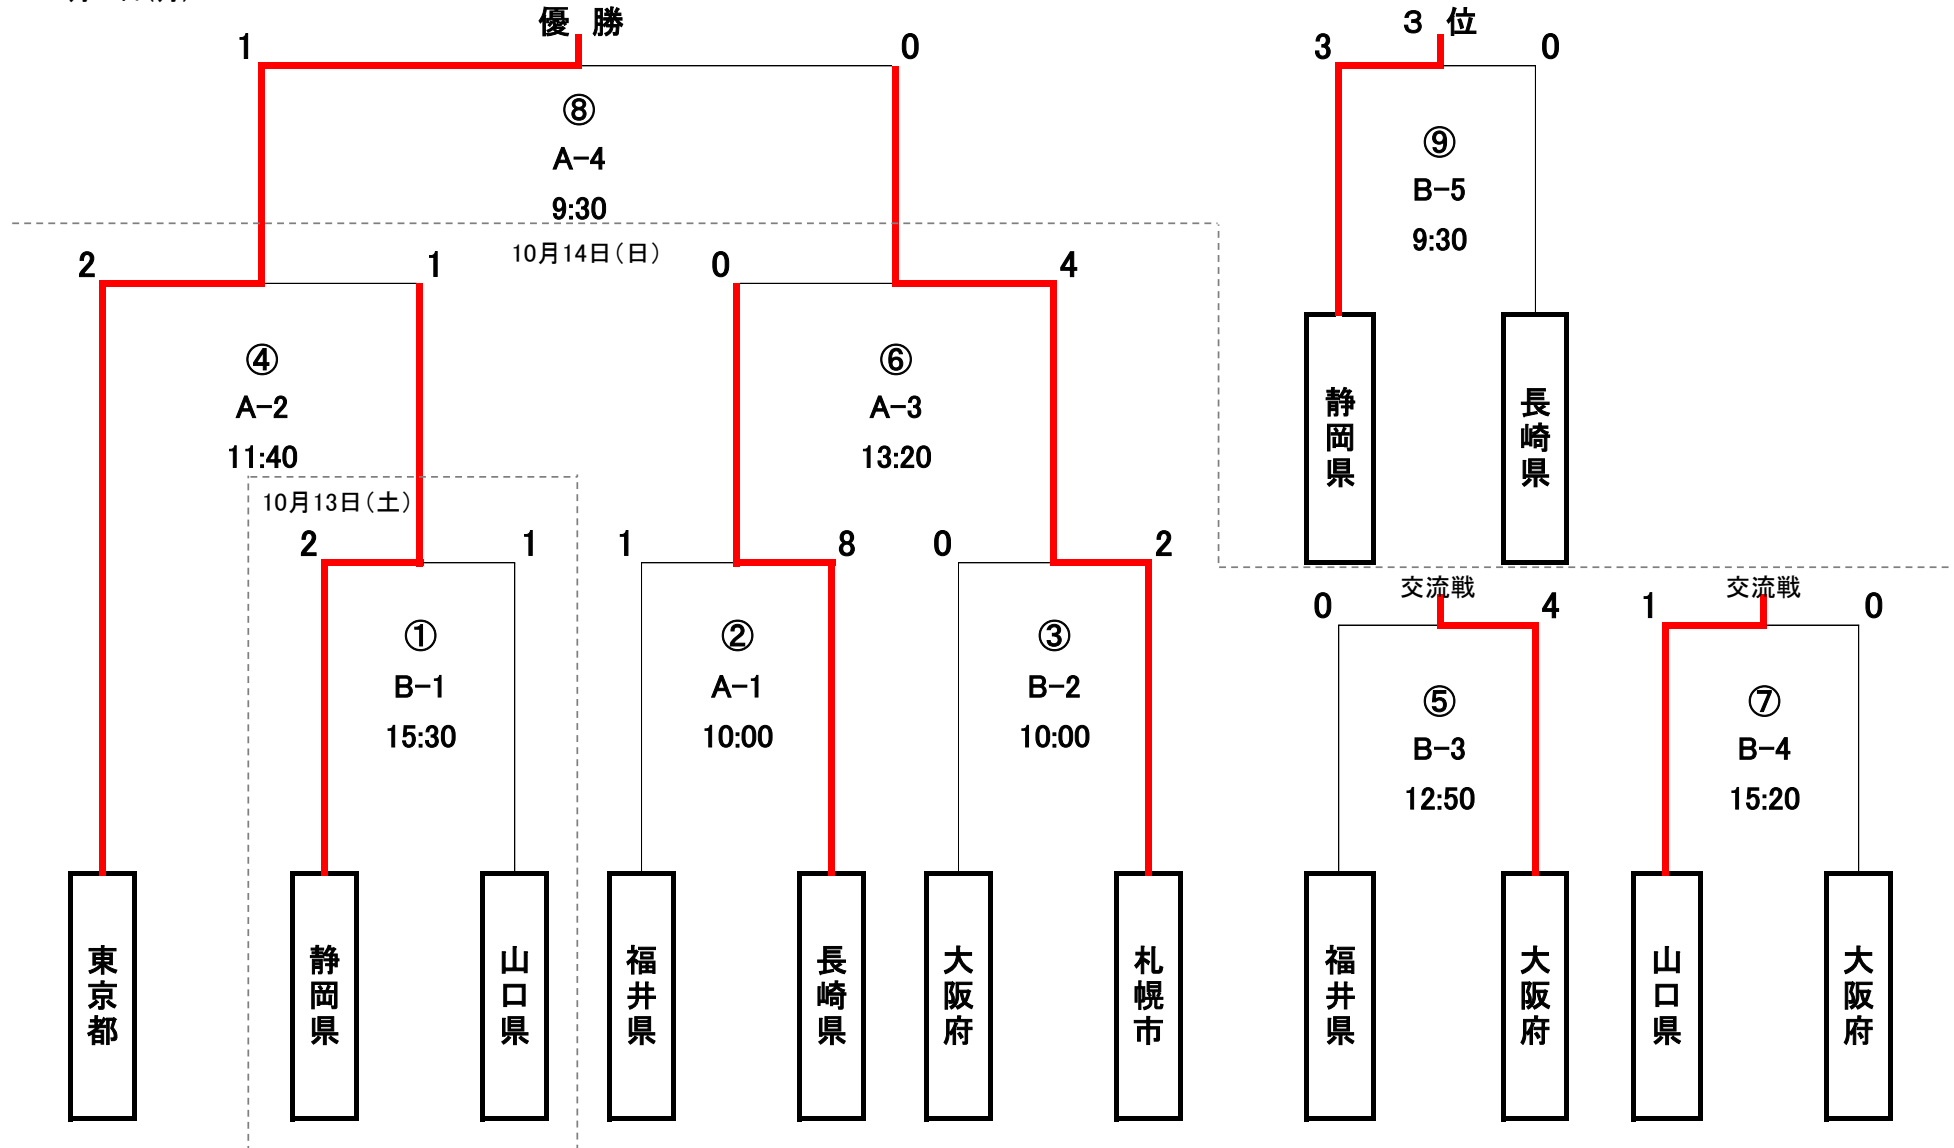 優 勝
３ 位
1
0
3
0
⑧
A-4
9:30
⑨
B-5
9:30
10月14日（日）
2
1
0
4
④
A-2
11:40
⑥
A-3
13:20
静岡県
長崎県
10月13日（土）
2
1
1
8
0
2
①
B-1
15:30
②
A-1
10:00
③
B-2
10:00
交流戦
交流戦
0
4
1
0
⑤
B-3
12:50
⑦
B-4
15:20
東京都
静岡県
山口県
福井県
長崎県
大阪府
札幌市
福井県
大阪府
山口県
大阪府